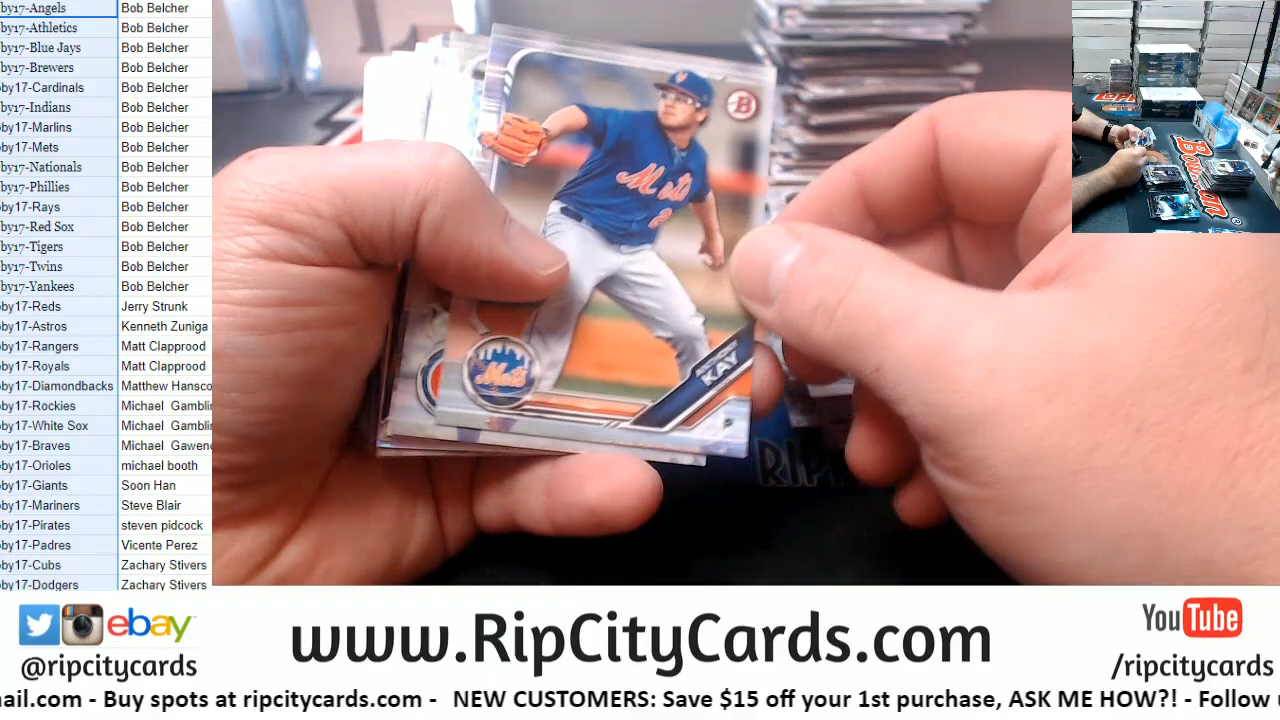 by17-Angels Bob Belcher
by17-Athletics Bob Belcher
by17-Blue Jays Bob Belcher
by17-Brewers Bob Belcher
by17-Cardinals Bob Belcher
by17-Indians Bob Belcher
by17-Marlins Bob Belcher
by17-Mets Bob Belcher
by17-Nationals Bob Belcher
by17-Phillies Bob Belcher
by17-Rays Bob Belcher
by17-Red Sox Bob Belcher
by17-Tigers Bob Belcher
by17-Twins Bob Belcher
by17-Yankees Bob Belcher
by17-Reds Jerry Strunk
by17-Astros Kenneth Zuniga
by17-Rangers Matt Clapprood
by17-Royals Matt Clapprood
by17-Diamondbacks Matthew Hansco
by17-Rockies Michael Gamblin
by17-White Sox Michael Gamblin
by17-Braves Michael Gawend
by17-Orioles michael booth
by17-Giants Soon Han
by17-Mariners Steve Blair
by17-Pirates steven pidcock
by17-Padres Vicente Perez
by17-Cubs Zachary Stivers
by17-Dodgers Zachary Stivers
B
Mets
2
KAY
Mets
P
RIP
Bowman
ebay
@ripcitycards
www.RipCityCards.com
YouTube
/ripcitycards
ail.com - Buy spots at ripcitycards.com - NEW CUSTOMERS: Save $15 off your 1st purchase, ASK ME HOW?! - Follow